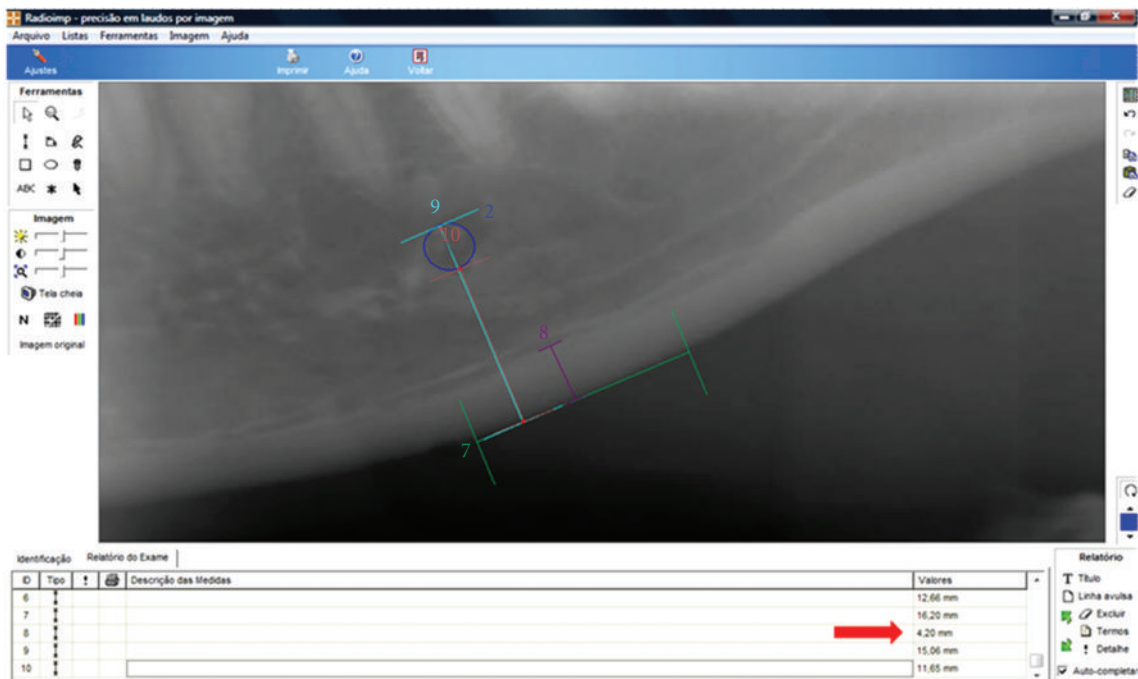 Radioimp - precisão em laudos por imagem
Arquivo Listas Ferramentas Imagem Ajuda
Ajustes Imprimir Ajuda Voltar
Ferramentas
ABC
Imagem
Tela cheia
N
Imagem original
9 2
10
8
7
Identificação Relatório do Exame
ID Tipo ! Descrição das Medidas Valores
6 12,66 mm
7 16,20 mm
8 4,20 mm
9 15,06 mm
10 11,65 mm
Relatório
T Título
Linha avulsa
Excluir
Termos
! Detalhe
Auto-completar